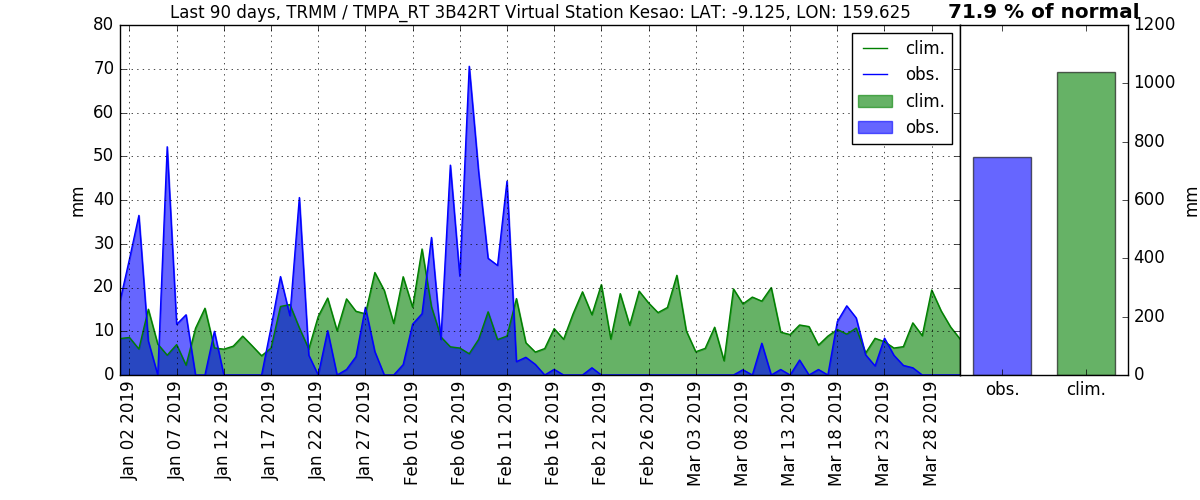 Last 90 days, TRMM / TMPA_RT 3B42RT Virtual Station Kesao: LAT: -9.125, LON: 159.625
71.9 % of normal
80
70
60
50
40
30
20
10
0
mm
clim.
obs.
clim.
obs.
Jan 02 2019
Jan 07 2019
Jan 12 2019
Jan 17 2019
Jan 22 2019
Jan 27 2019
Feb 01 2019
Feb 06 2019
Feb 11 2019
Feb 16 2019
Feb 21 2019
Feb 26 2019
Mar 03 2019
Mar 08 2019
Mar 13 2019
Mar 18 2019
Mar 23 2019
Mar 28 2019
1200
1000
800
600
400
200
0
mm
obs.
clim.